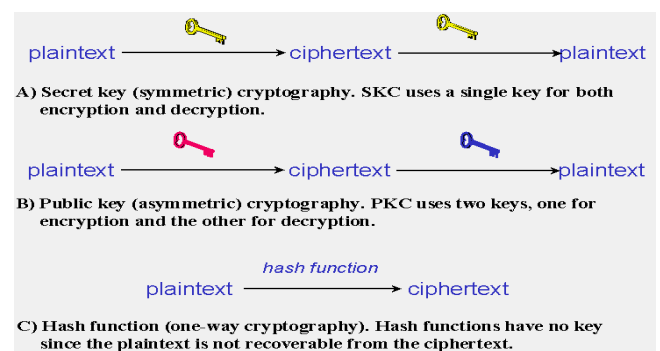 plaintext ciphertext plaintext
A) Secret key (symmetric) cryptography. SKC uses a single key for both
encryption and decryption.
plaintext ciphertext plaintext
B) Public key (asymmetric) cryptography. PKC uses two keys, one for
encryption and the other for decryption.
hash function
plaintext ciphertext
C) Hash function (one-way cryptography). Hash functions have no key
since the plaintext is not recoverable from the ciphertext.